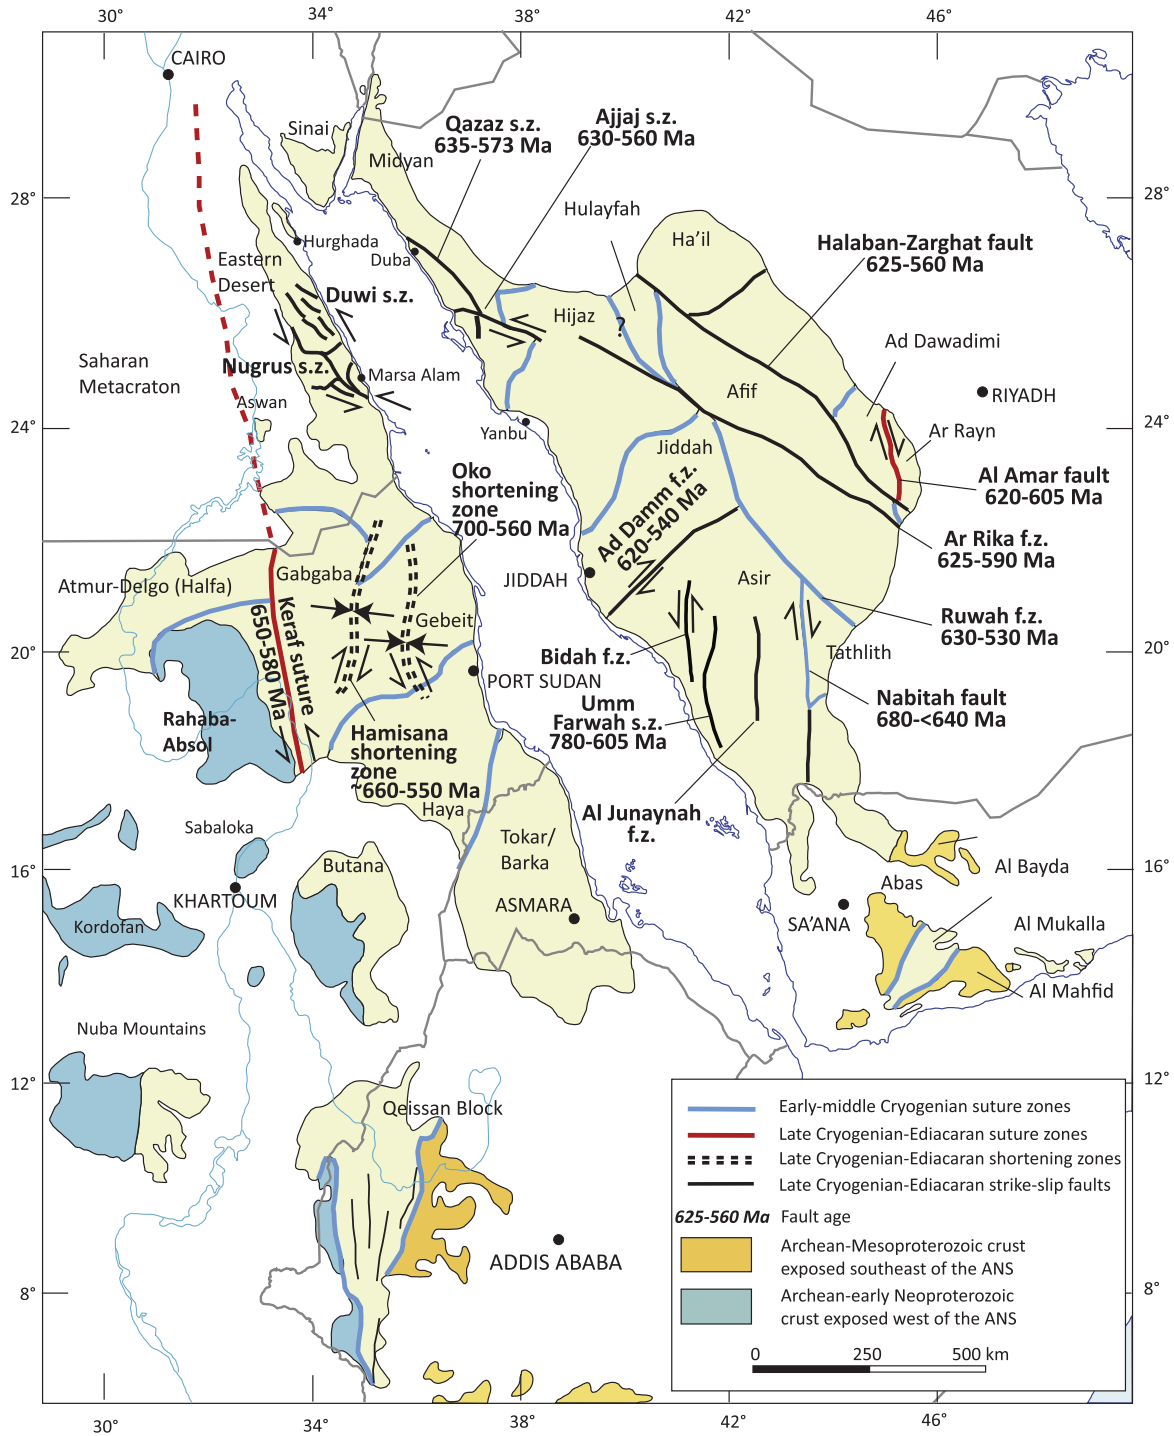 30°
34°
38°
42°
46°
CAIRO
Sinai
Midyan
Qazaz s.z.
635-573 Ma
Ajjaj s.z.
630-560 Ma
28°
28°
Hulayfah
Ha'il
Halaban-Zarghat fault
625-560 Ma
Hurghada
Duba
Eastern
Desert
Duwi s.z.
Hijaz
?
Ad Dawadimi
Saharan
Metacraton
Nugrus s.z.
Marsa Alam
Aswan
Afif
RIYADH
24°
24°
Yanbu
Jiddah
Ar Rayn
Al Amar fault
620-605 Ma
Oko
shortening
zone
700-560 Ma
Ad Damm f.z.
620-540 Ma
Ar Rika f.z.
625-590 Ma
Atmur-Delgo (Halfa)
Gabgaba
JIDDAH
Asir
Gebeit
Keraf suture
650-580 Ma
Ruwah f.z.
630-530 Ma
20°
20°
Bidah f.z.
Tathlith
PORT SUDAN
Rahaba-
Absol
Umm
Farwah s.z.
780-605 Ma
Nabitah fault
680-<640 Ma
Hamisana
shortening
zone
~660-550 Ma
Haya
Al Junaynah
f.z.
Sabaloka
Tokar/
Barka
Butana
16°
16°
Al Bayda
Abas
KHARTOUM
ASMARA
SA'ANA
Al Mukalla
Kordofan
Al Mahfid
Nuba Mountains
12°
12°
Qeissan Block
ADDIS ABABA
8°
8°
Early-middle Cryogenian suture zones
Late Cryogenian-Ediacaran suture zones
Late Cryogenian-Ediacaran shortening zones
Late Cryogenian-Ediacaran strike-slip faults
625-560 Ma Fault age
Archean-Mesoproterozoic crust
exposed southeast of the ANS
Archean-early Neoproterozoic
crust exposed west of the ANS
0 250 500 km
30°
34°
38°
42°
46°